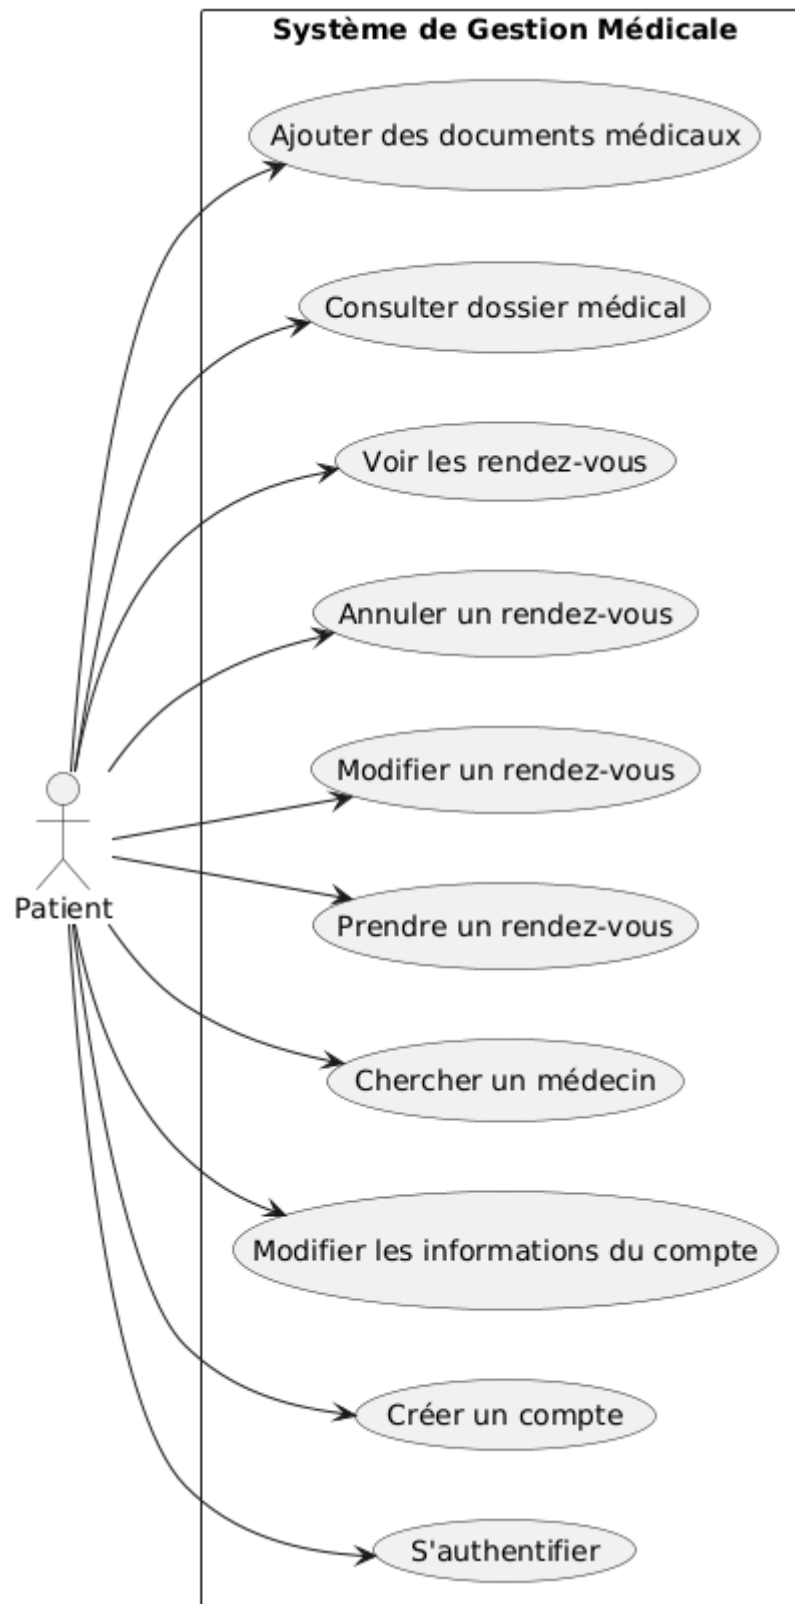 Système de Gestion Médicale
Ajouter des documents médicaux
Consulter dossier médical
Voir les rendez-vous
Annuler un rendez-vous
Modifier un rendez-vous
Patient
Prendre un rendez-vous
Chercher un médecin
Modifier les informations du compte
Créer un compte
S'authentifier